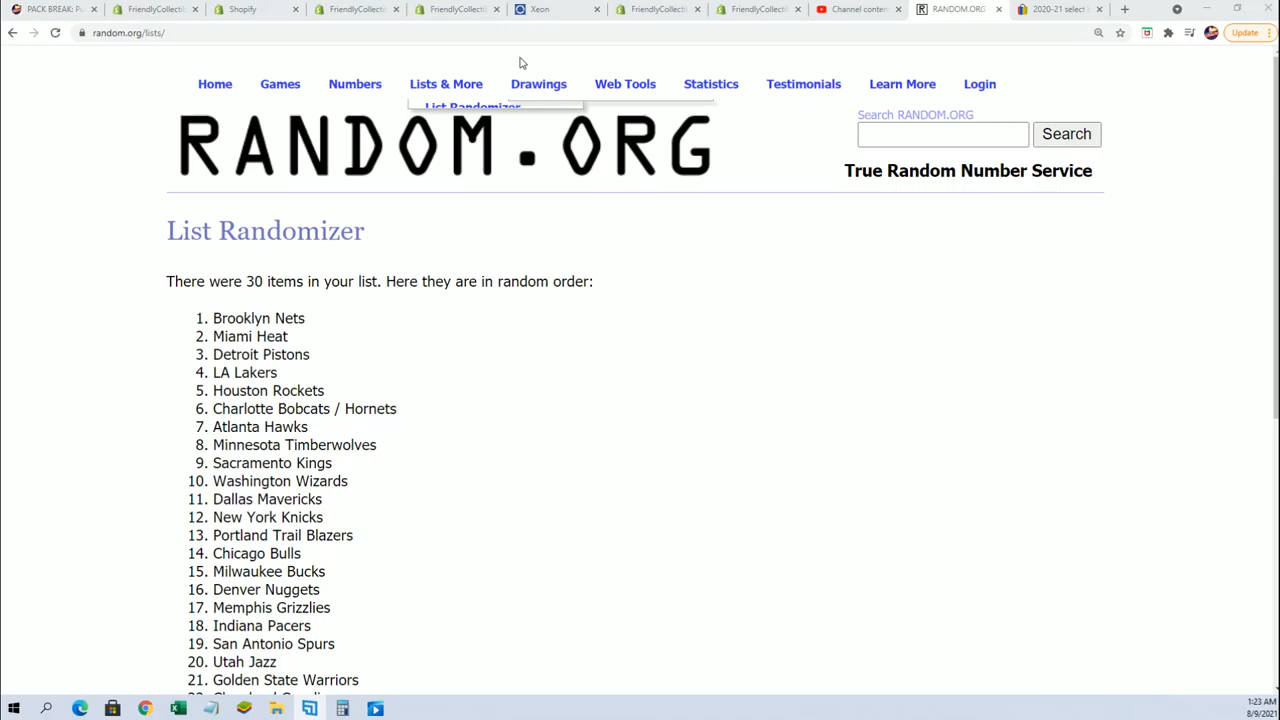 PACK BREAK: P
FriendlyCollectib
Shopify
FriendlyCollecti
FriendlyCollecti
Xeon
FriendlyCollecti
FriendlyCollecti
Channel conten
RANDOM.ORG
2020-21 select
random.org/lists/
Update
Home Games Numbers Lists & More Drawings Web Tools Statistics Testimonials Learn More Login
List Randomizer
Search RANDOM.ORG
RANDOM.ORG
Search
True Random Number Service
List Randomizer
There were 30 items in your list. Here they are in random order:
1. Brooklyn Nets
2. Miami Heat
3. Detroit Pistons
4. LA Lakers
5. Houston Rockets
6. Charlotte Bobcats / Hornets
7. Atlanta Hawks
8. Minnesota Timberwolves
9. Sacramento Kings
10. Washington Wizards
11. Dallas Mavericks
12. New York Knicks
13. Portland Trail Blazers
14. Chicago Bulls
15. Milwaukee Bucks
16. Denver Nuggets
17. Memphis Grizzlies
18. Indiana Pacers
19. San Antonio Spurs
20. Utah Jazz
21. Golden State Warriors
1:23 AM
8/9/2021